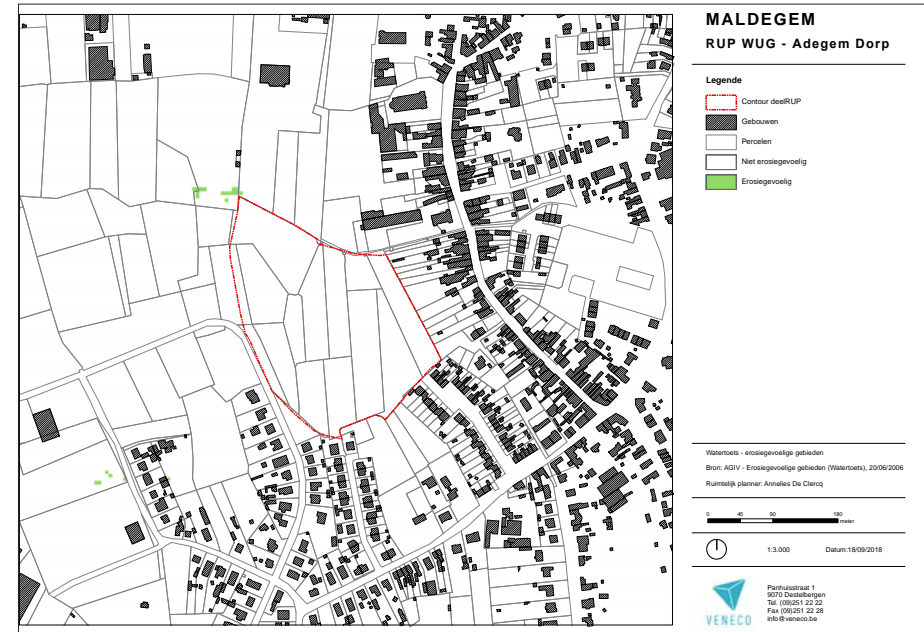 MALDEGEM
RUP WUG - Adegem Dorp
Legende
Contour deelRUP
Gebouwen
Percelen
Niet erosiegevoelig
Erosiegevoelig
Watertoets - erosiegevoelige gebieden
Bron: AGIV - Erosiegevoelige gebieden (Watertoets), 20/06/2006
Ruimtelijk planner: Annelies De Clercq
0 45 90 180
meter
1:3.000 Datum:18/09/2018
VENECO
Panhuisstraat 1
9070 Destelbergen
Tel. (09)251 22 22
Fax (09)251 22 28
info@veneco.be